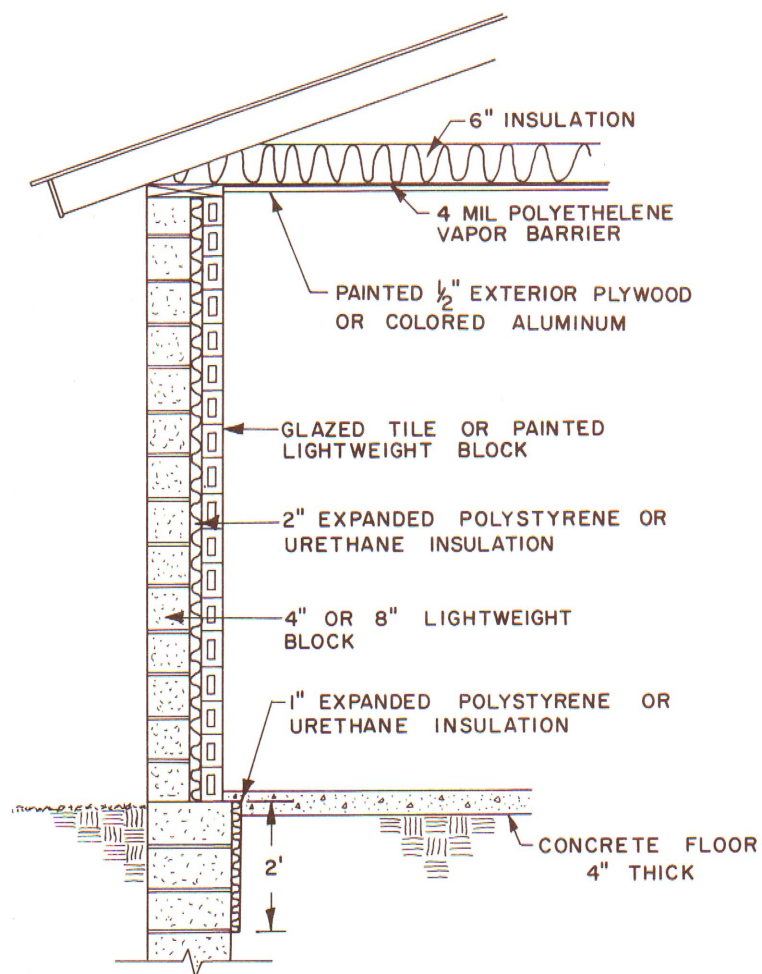 6" INSULATION
4 MIL POLYETHELENE
VAPOR BARRIER
PAINTED 1/2" EXTERIOR PLYWOOD
OR COLORED ALUMINUM
GLAZED TILE OR PAINTED
LIGHTWEIGHT BLOCK
2" EXPANDED POLYSTYRENE OR
URETHANE INSULATION
4" OR 8" LIGHTWEIGHT
BLOCK
1" EXPANDED POLYSTYRENE OR
URETHANE INSULATION
2'
CONCRETE FLOOR
4" THICK